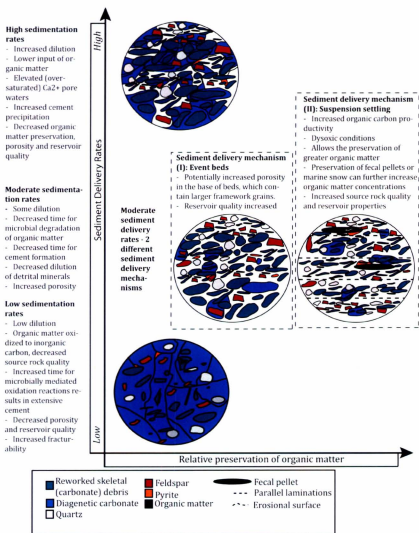 High sedimentation
rates
- Increased dilution
- Lower input of or-
ganic matter
- Elevated (over-
saturated) Ca2+ pore
waters
- Increased cement
precipitation
- Decreased organic
matter preservation,
porosity and reservoir
quality
Moderate sedimenta-
tion rates
- Some dilution
- Decreased time for
microbial degradation
of organic matter
- Decreased time for
cement formation
- Decreased dilution
of detrital minerals
- Increased porosity
Low sedimentation
rates
- Low dilution
- Organic matter oxi-
dized to inorganic
carbon, decreased
source rock quality
- Increased time for
microbially mediated
oxidation reactions re-
sults in extensive
cement
- Decreased porosity
and reservoir quality
- Increased fractur-
ability
High
Sediment Delivery Rates
Low
Moderate
sediment
delivery
rates - 2
different
sediment
delivery
mecha-
nisms
Sediment delivery mechanism
(I): Event beds
- Potentially increased porosity
in the base of beds, which con-
tain larger framework grains.
- Reservoir quality increased
Sediment delivery mechanism
(II): Suspension settling
- Increased organic carbon pro-
ductivity
- Dysoxic conditions
- Allows the preservation of
greater organic matter
- Preservation of fecal pellets or
marine snow can further increase
organic matter concentrations
- Increased source rock quality
and reservoir properties
Relative preservation of organic matter
Reworked skeletal
(carbonate) debris
Diagenetic carbonate
Quartz
Feldspar
Pyrite
Organic matter
Fecal pellet
Parallel laminations
Erosional surface